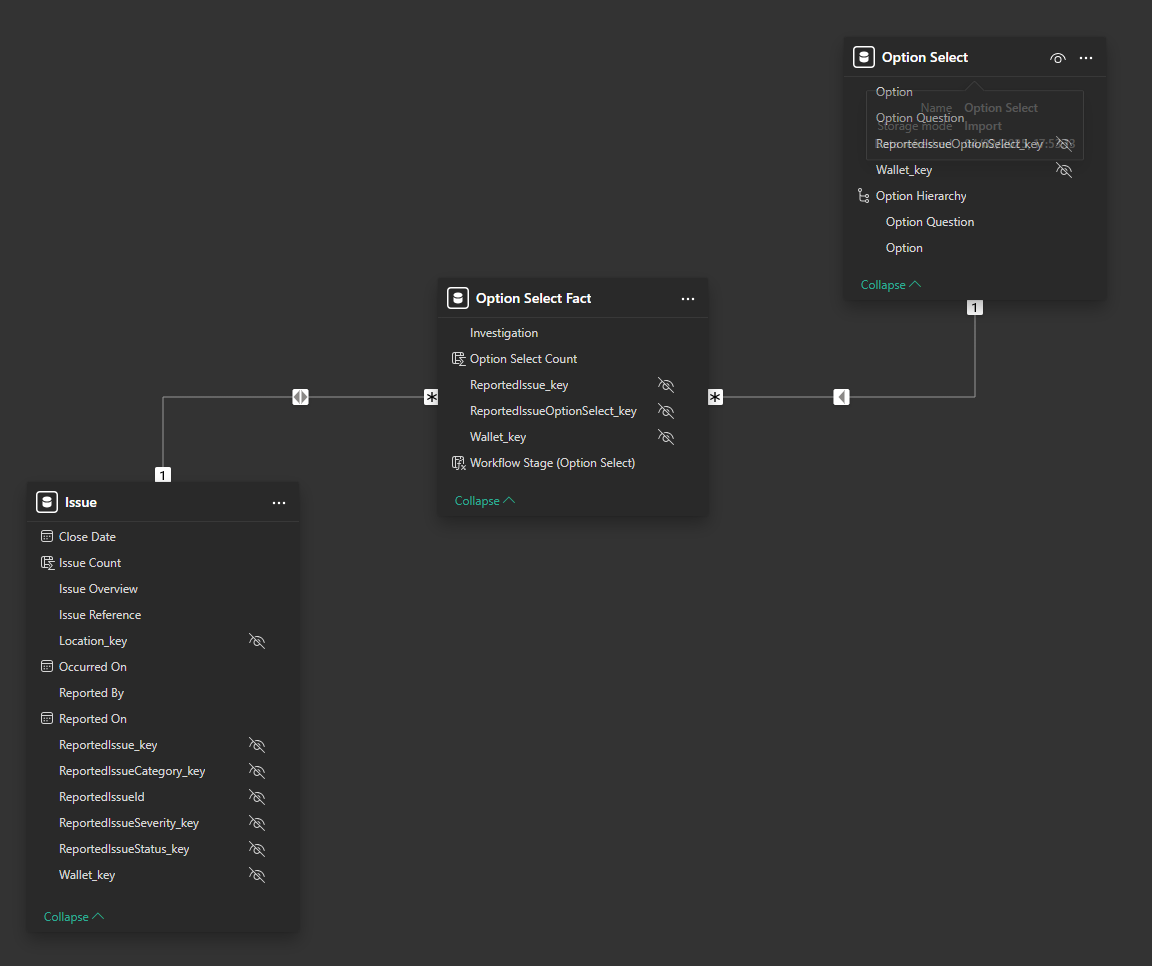 Option Select
Option
Name Option Select
Option Question
Storage mode Import
ReportedIssueOptionSelect_key
Wallet_key
Option Hierarchy
Option Question
Option
Collapse
1
Option Select Fact
Investigation
Option Select Count
ReportedIssue_key
ReportedIssueOptionSelect_key
Wallet_key
Workflow Stage (Option Select)
Collapse
*
*
1
Issue
Close Date
Issue Count
Issue Overview
Issue Reference
Location_key
Occurred On
Reported By
Reported On
ReportedIssue_key
ReportedIssueCategory_key
ReportedIssueId
ReportedIssueSeverity_key
ReportedIssueStatus_key
Wallet_key
Collapse